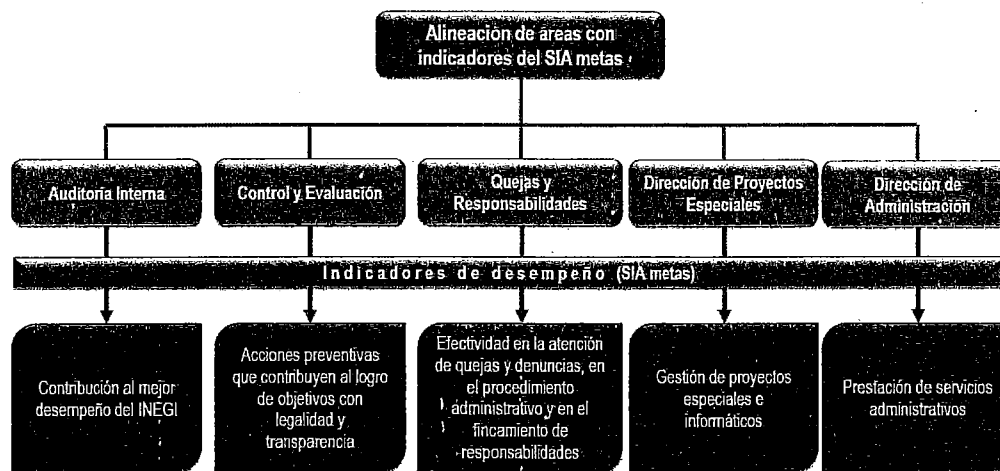 Alineación de áreas con
indicadores del SIA metas
Auditoría Interna
Control y Evaluación
Quejas y
Responsabilidades
Dirección de Proyectos
Especiales
Dirección de
Administración
Indicadores de desempeño (SIA metas)
Contribución al mejor
desempeño del INEGI
Acciones preventivas
que contribuyen al logro
de objetivos con
legalidad y
transparencia
Efectividad en la atención
de quejas y denuncias, en
el procedimiento
administrativo y en el
fincamiento de
responsabilidades
Gestión de proyectos
especiales e
informáticos
Prestación de servicios
administrativos